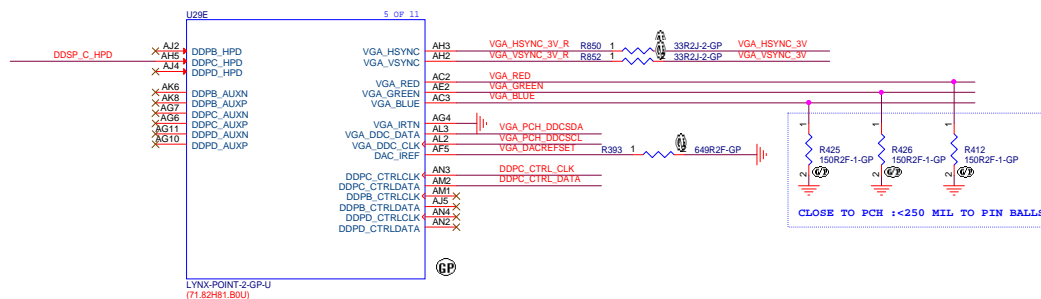 U29E
5 OF 11
DDSP_C_HPD
AJ2 DDPB_HPD
AH5 DDPC_HPD
AJ4 DDPD_HPD
AK6 DDPB_AUXN
AK8 DDPB_AUXP
AG7 DDPC_AUXN
AG6 DDPC_AUXP
AG11 DDPD_AUXN
AG10 DDPD_AUXP
VGA_HSYNC AH3 VGA_HSYNC_3V_R R850 1 33R2J-2-GP VGA_HSYNC_3V
VGA_VSYNC AH2 VGA_VSYNC_3V_R R852 1 33R2J-2-GP VGA_VSYNC_3V
VGA_RED AC2 VGA_RED
VGA_GREEN AE2 VGA_GREEN
VGA_BLUE AC3 VGA_BLUE
VGA_IRTN AG4
VGA_DDC_DATA AL3 VGA_PCH_DDCSDA
VGA_DDC_CLK AL2 VGA_PCH_DDCSCL
DAC_IREF AF5 VGA_DACREFSET R393 1 649R2F-GP
DDPC_CTRLCLK AN3 DDPC_CTRL_CLK
DDPC_CTRLDATA AM2 DDPC_CTRL_DATA
DDPB_CTRLCLK AM1
DDPB_CTRLDATA AJ5
DDPD_CTRLCLK AN4
DDPD_CTRLDATA AN2
1 1 1
R425 R426 R412
150R2F-1-GP 150R2F-1-GP 150R2F-1-GP
2 2 2
CLOSE TO PCH :<250 MIL TO PIN BALLS
GP
LYNX-POINT-2-GP-U
(71.82H81.B0U)